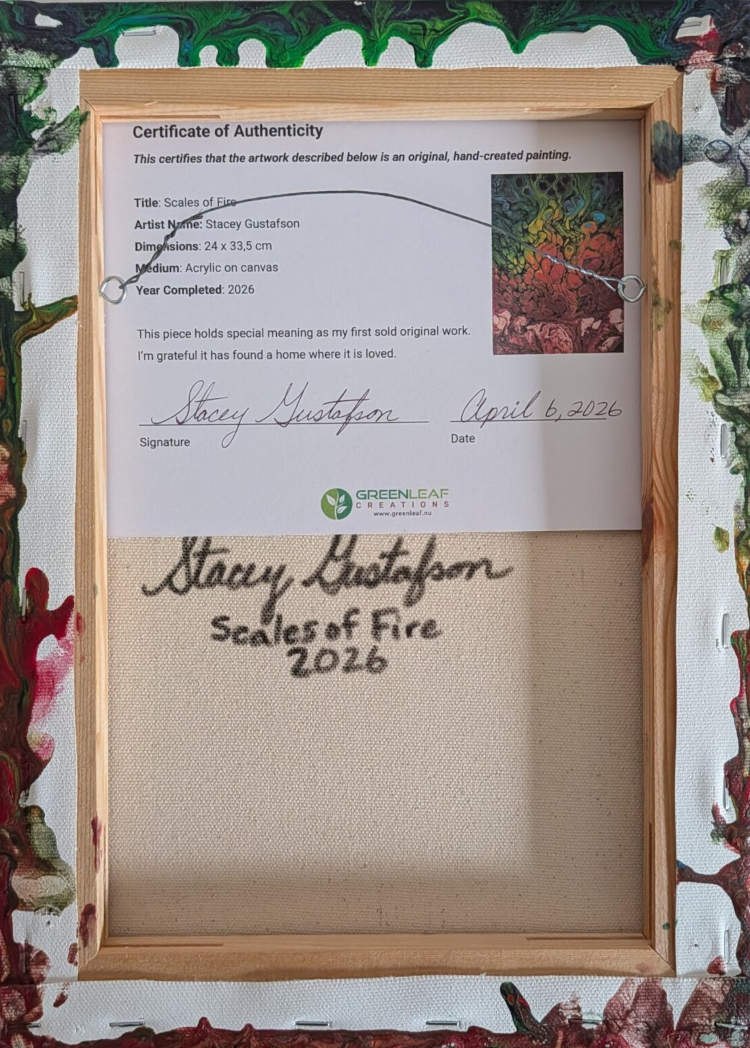 Certificate of Authenticity
This certifies that the artwork described below is an original, hand-created painting.
Title: Scales of Fire
Artist Name: Stacey Gustafson
Dimensions: 24 x 33,5 cm
Medium: Acrylic on canvas
Year Completed: 2026
This piece holds special meaning as my first sold original work.
I'm grateful it has found a home where it is loved.
Stacey Gustafson April 6, 2026
Signature Date
GREENLEAF
CREATIONS
www.greenleaf.nu
Stacey Gustafson
Scales of Fire
2026